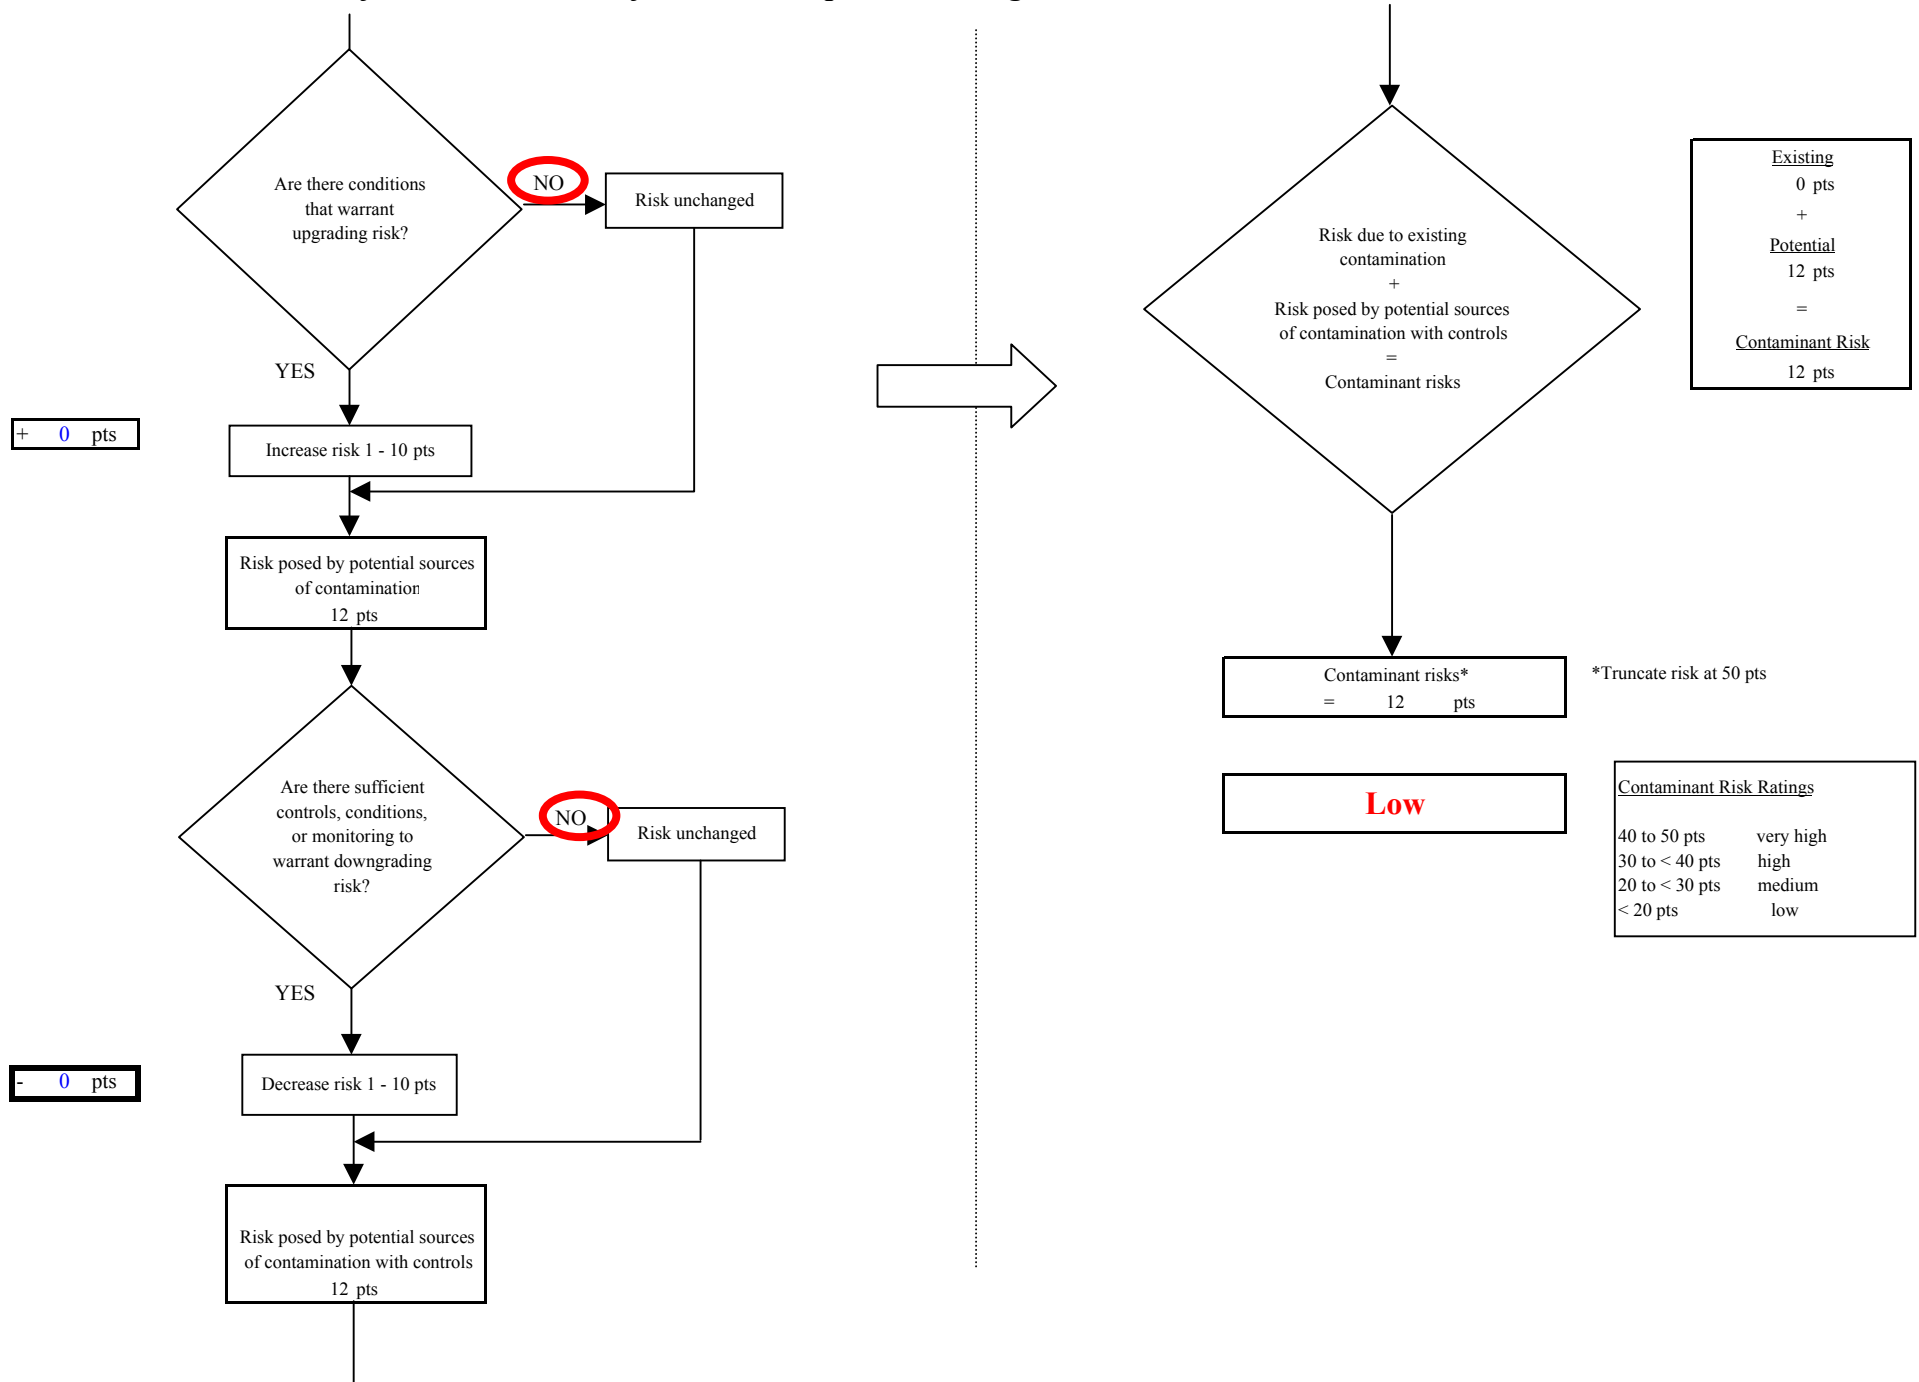 Are there conditions
that warrant
upgrading risk?
NO
Risk unchanged
YES
+ 0 pts
Increase risk 1 - 10 pts
Risk posed by potential sources
of contamination
12 pts
Are there sufficient
controls, conditions,
or monitoring to
warrant downgrading
risk?
NO
Risk unchanged
YES
- 0 pts
Decrease risk 1 - 10 pts
Risk posed by potential sources
of contamination with controls
12 pts
Risk due to existing
contamination
+
Risk posed by potential sources
of contamination with controls
=
Contaminant risks
Existing
0 pts
+
Potential
12 pts
=
Contaminant Risk
12 pts
Contaminant risks*
= 12 pts
*Truncate risk at 50 pts
Low
Contaminant Risk Ratings
40 to 50 pts very high
30 to < 40 pts high
20 to < 30 pts medium
< 20 pts low